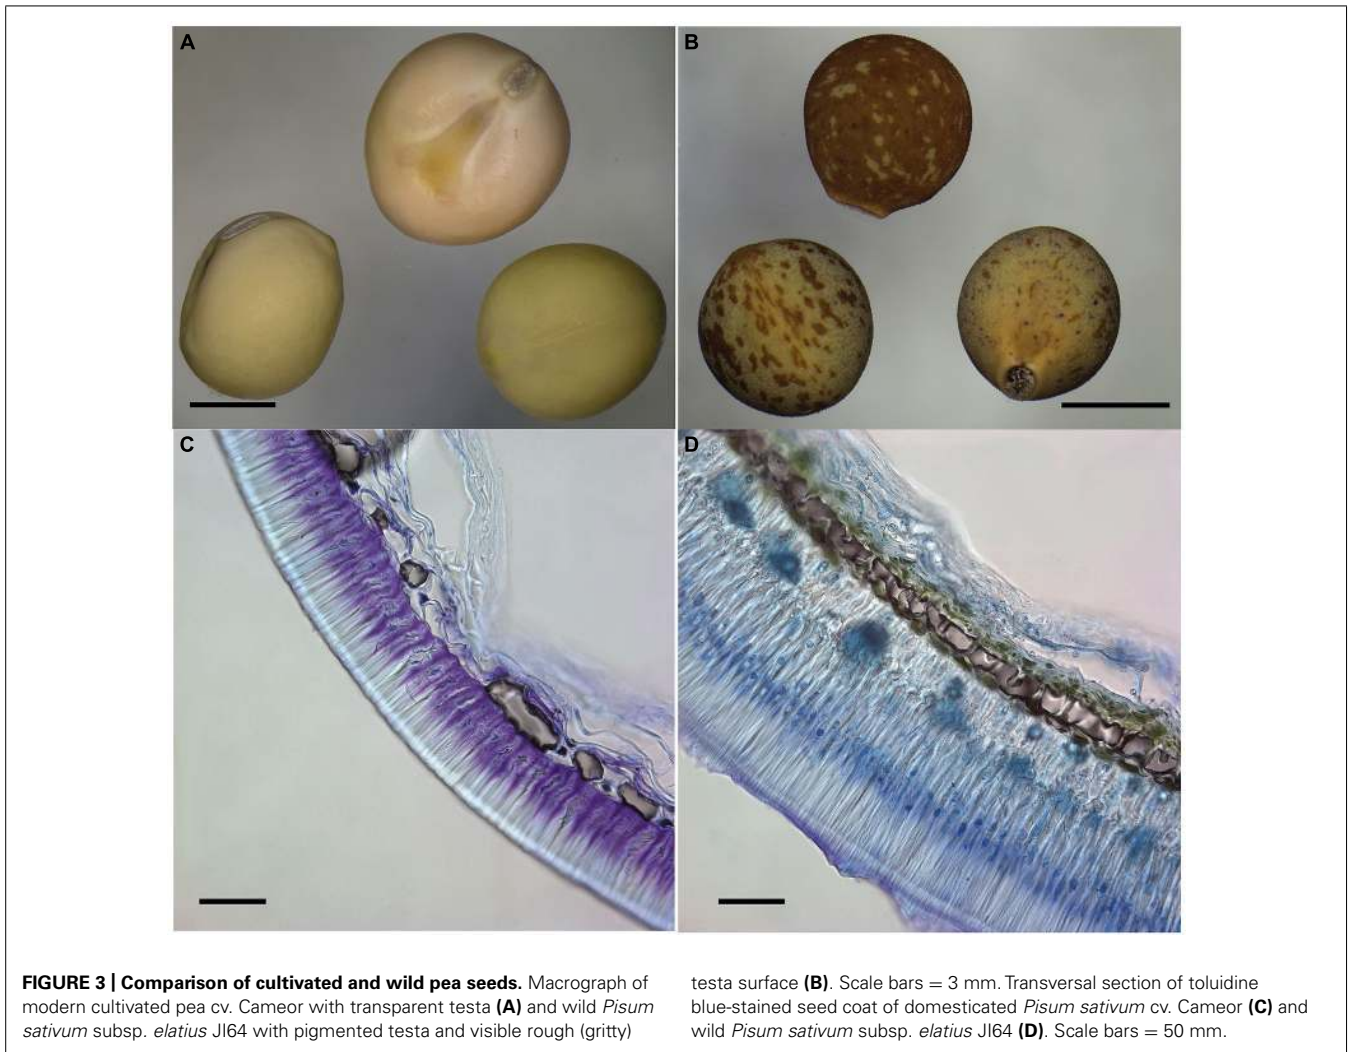 A
B
C
D
FIGURE 3 | Comparison of cultivated and wild pea seeds. Macrograph of
modern cultivated pea cv. Cameor with transparent testa (A) and wild Pisum
sativum subsp. elatius JI64 with pigmented testa and visible rough (gritty)
testa surface (B). Scale bars = 3 mm. Transversal section of toluidine
blue-stained seed coat of domesticated Pisum sativum cv. Cameor (C) and
wild Pisum sativum subsp. elatius JI64 (D). Scale bars = 50 mm.